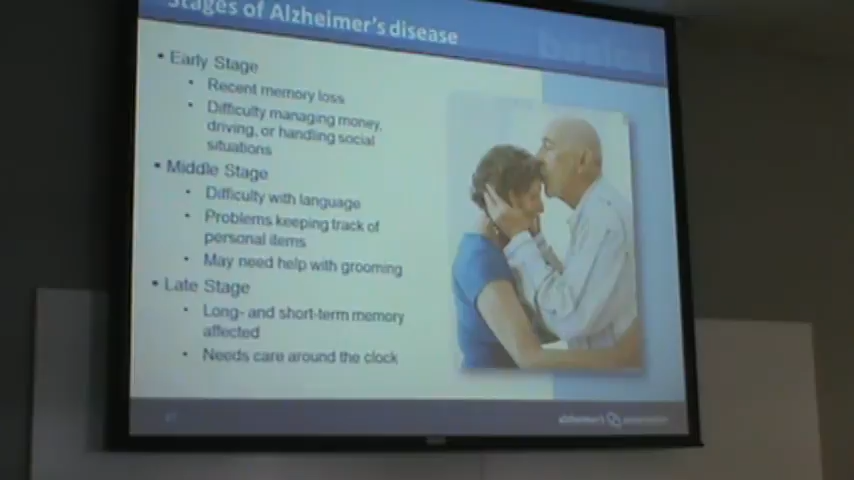 Stages of Alzheimer's disease
• Early Stage
• Recent memory loss
• Difficulty managing money,
driving, or handling social
situations
• Middle Stage
• Difficulty with language
• Problems keeping track of
personal items
• May need help with grooming
• Late Stage
• Long- and short-term memory
affected
• Needs care around the clock
alzheimer's association